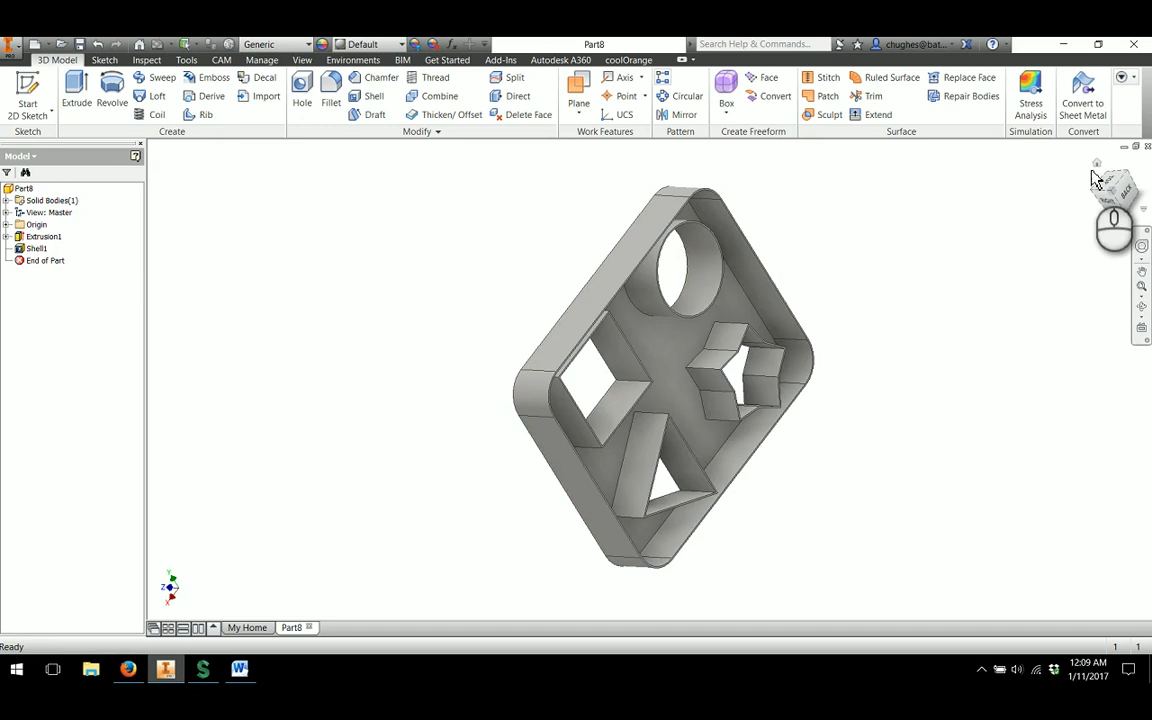 Generic
Default
Part8
Search Help & Commands...
chughes@bat...
PRO
3D Model Sketch Inspect Tools CAM Manage View Environments BIM Get Started Add-Ins Autodesk A360 coolOrange
Start
2D Sketch
Extrude
Revolve
Sweep
Loft
Coil
Emboss
Derive
Rib
Decal
Import
Hole
Fillet
Chamfer
Shell
Draft
Thread
Combine
Thicken/ Offset
Split
Direct
Delete Face
Plane
Axis
Point
UCS
Circular
Mirror
Box
Face
Convert
Stitch
Patch
Sculpt
Ruled Surface
Trim
Extend
Replace Face
Repair Bodies
Stress
Analysis
Convert to
Sheet Metal
Sketch Create Modify Work Features Pattern Create Freeform Surface Simulation Convert
Model
Part8
Solid Bodies(1)
View: Master
Origin
Extrusion1
Shell1
End of Part
BACK
Y
Z
X
My Home Part8
Ready
1 1
12:09 AM
1/11/2017